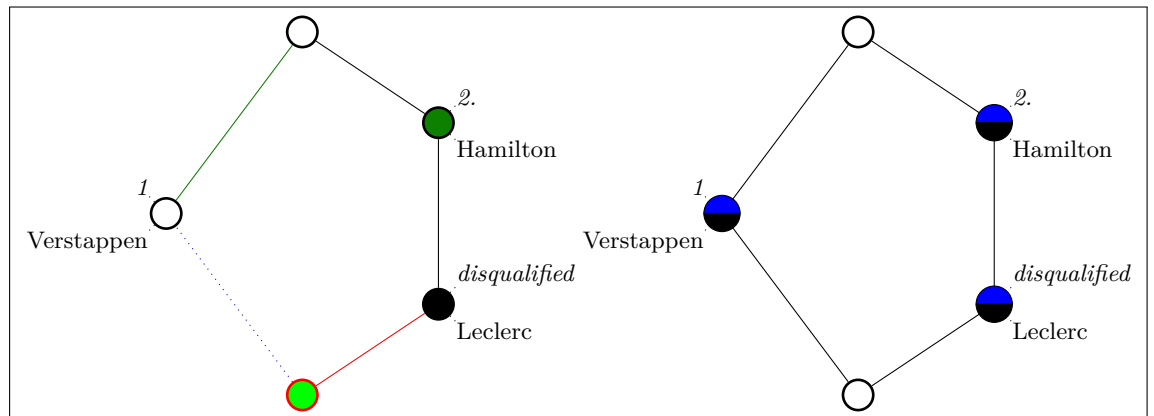 2.
Hamilton
1
Verstappen
disqualified
Leclerc
2.
Hamilton
1
Verstappen
disqualified
Leclerc